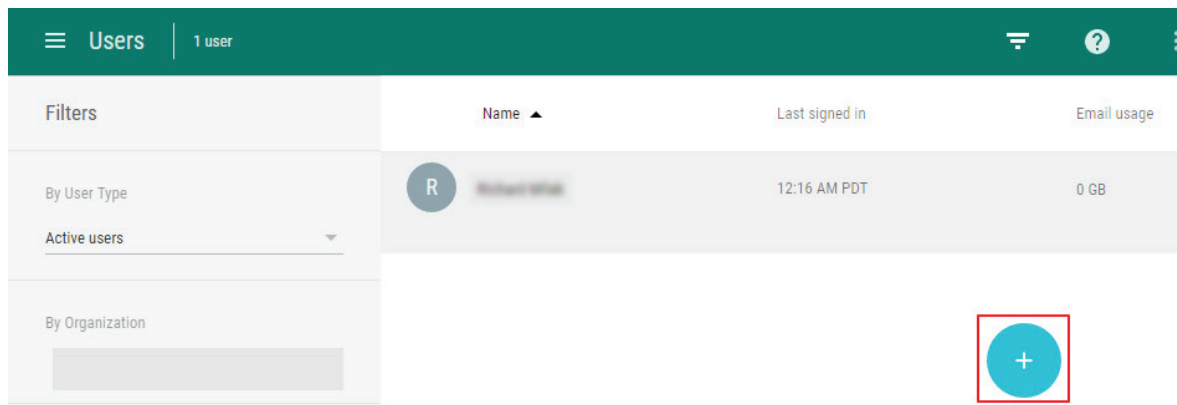 Users 1 user
Filters
Name Last signed in Email usage
By User Type
R 12:16 AM PDT 0 GB
Active users
By Organization